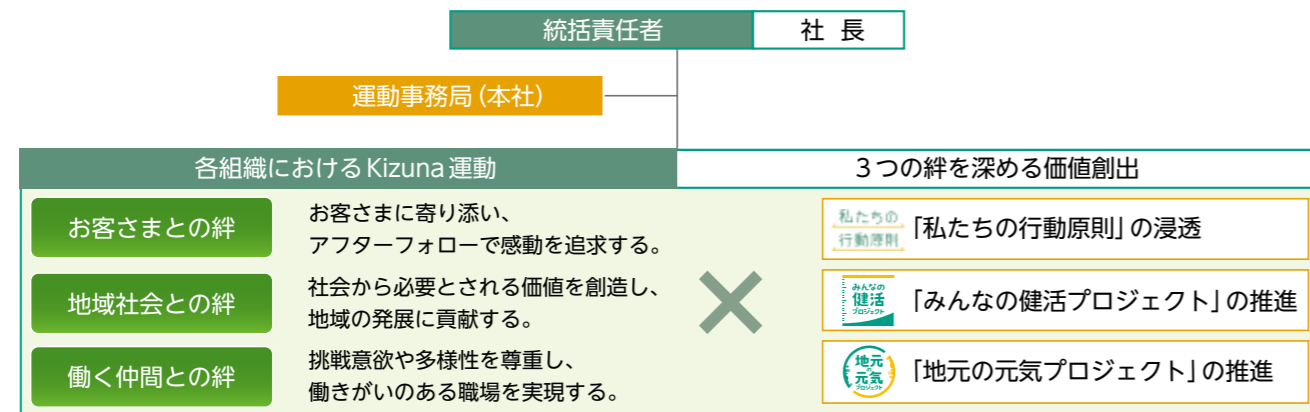 統括責任者
社 長
運動事務局（本社）
各組織におけるKizuna運動
3つの絆を深める価値創出
お客さまとの絆
お客さまに寄り添い、
アフターフォローで感動を追求する。
地域社会との絆
社会から必要とされる価値を創造し、
地域の発展に貢献する。
働く仲間との絆
挑戦意欲や多様性を尊重し、
働きがいのある職場を実現する。
×
私たちの
行動原則
「私たちの行動原則」の浸透
みんなの
健活
プロジェクト
「みんなの健活プロジェクト」の推進
地元
の
元気
プロジェクト
「地元の元気プロジェクト」の推進